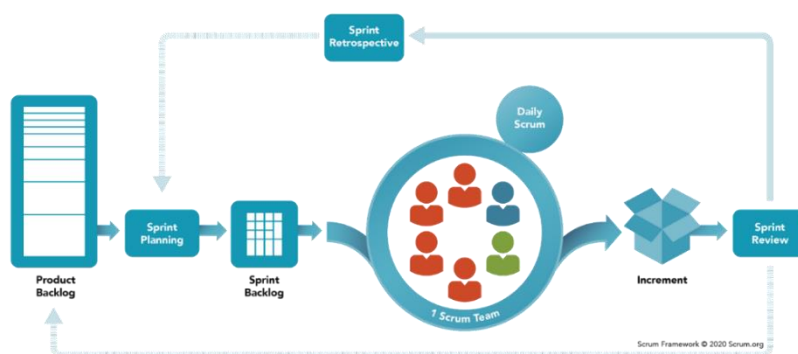 Sprint
Retrospective
Daily
Scrum
Sprint
Planning
Sprint
Review
Product
Backlog
Sprint
Backlog
Increment
1 Scrum Team
Scrum Framework © 2020 Scrum.org